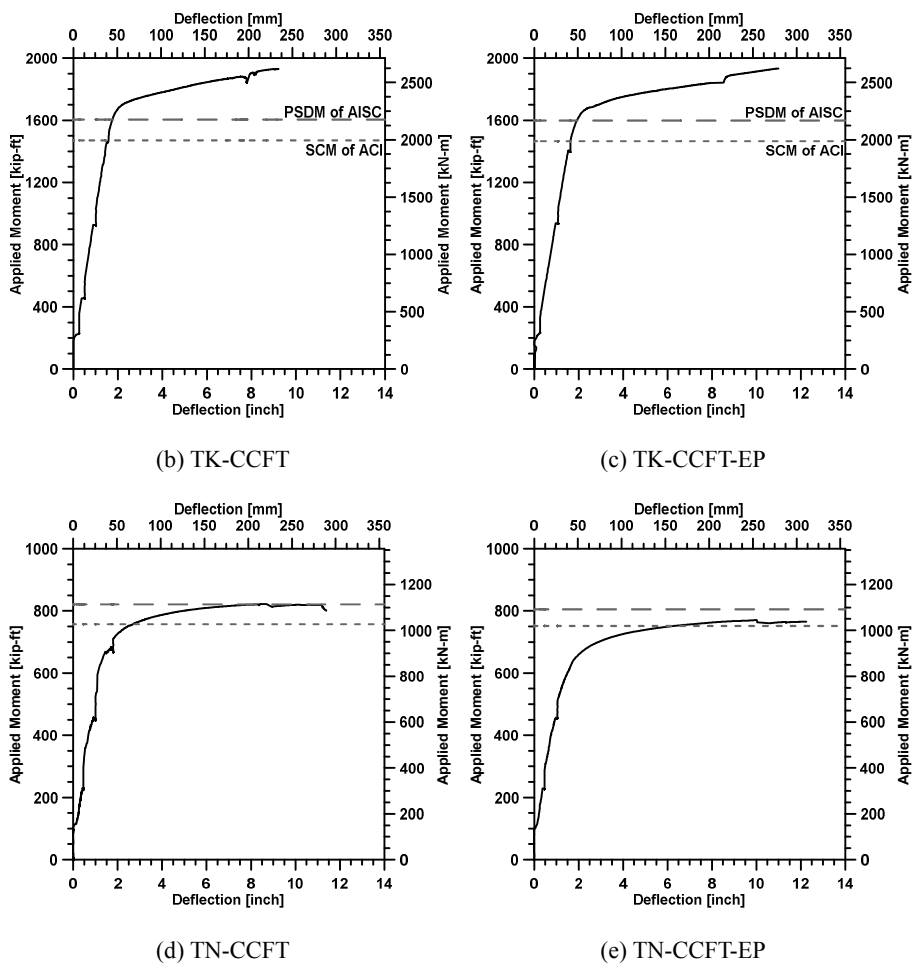 Deflection [mm]
0 50 100 150 200 250 300 350
2000
1600
1200
800
400
0
Applied Moment [kip-ft]
PSDM of AISC
SCM of ACI
2500
2000
1500
1000
500
0
Applied Moment [kN-m]
0 2 4 6 8 10 12 14
Deflection [inch]
(b) TK-CCFT
Deflection [mm]
0 50 100 150 200 250 300 350
2000
1600
1200
800
400
0
Applied Moment [kip-ft]
PSDM of AISC
SCM of ACI
2500
2000
1500
1000
500
0
Applied Moment [kN-m]
0 2 4 6 8 10 12 14
Deflection [inch]
(c) TK-CCFT-EP
Deflection [mm]
0 50 100 150 200 250 300 350
1000
800
600
400
200
0
Applied Moment [kip-ft]
1200
1000
800
600
400
200
0
Applied Moment [kN-m]
0 2 4 6 8 10 12 14
Deflection [inch]
(d) TN-CCFT
Deflection [mm]
0 50 100 150 200 250 300 350
1000
800
600
400
200
0
Applied Moment [kip-ft]
1200
1000
800
600
400
200
0
Applied Moment [kN-m]
0 2 4 6 8 10 12 14
Deflection [inch]
(e) TN-CCFT-EP